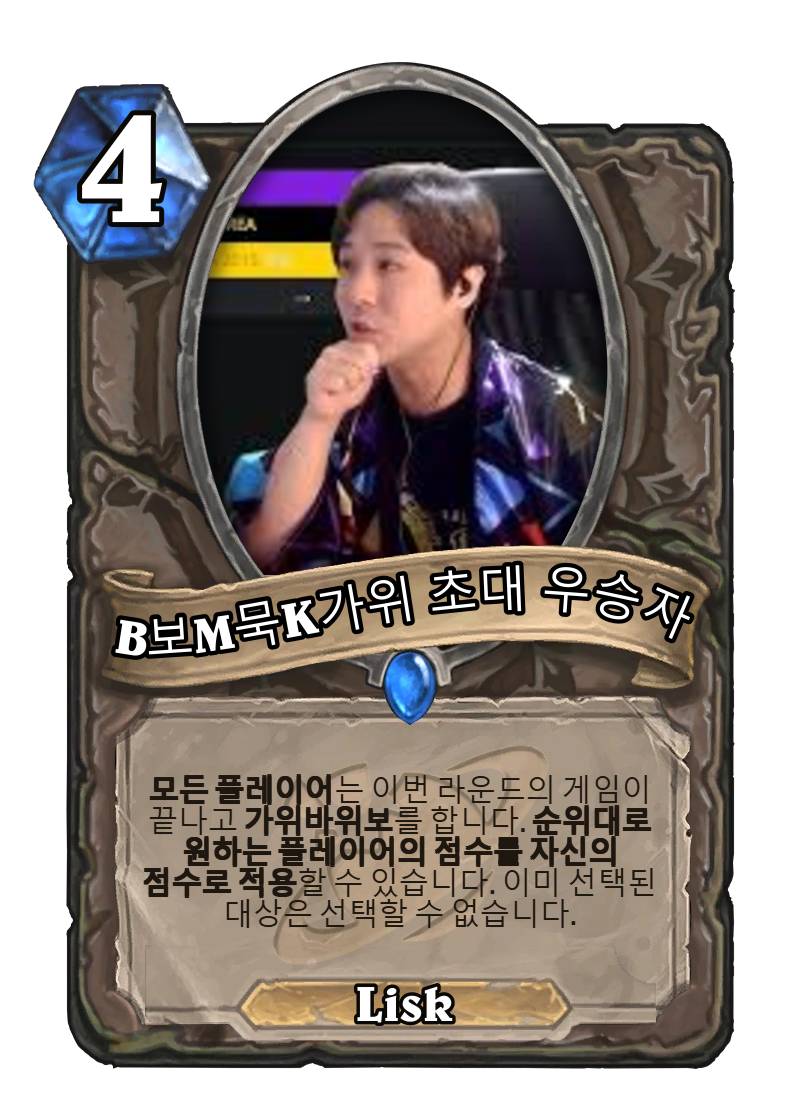 4
REA
B보M묵K가위 초대 우승자
모든 플레이어는 이번 라운드의 게임이
끝나고 가위바위보를 합니다. 순위대로
원하는 플레이어의 점수를 자신의
점수로 적용할 수 있습니다. 이미 선택된
대상은 선택할 수 없습니다.
Lisk